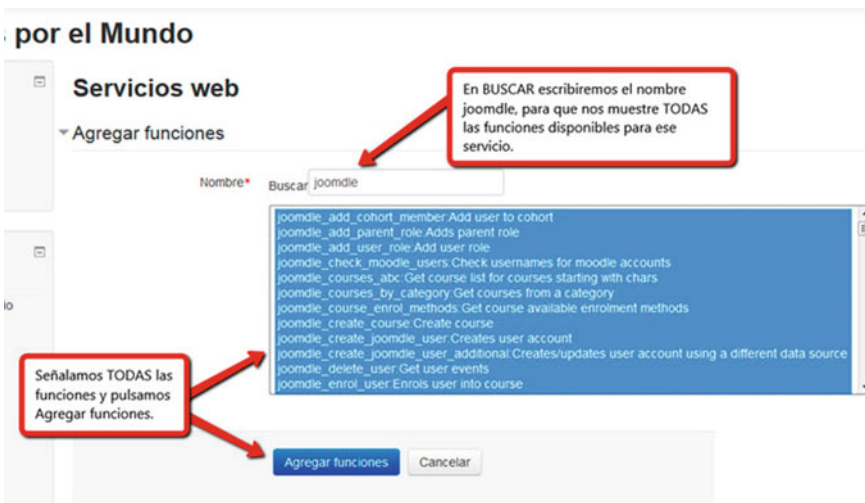 por el Mundo
Servicios web
En BUSCAR escribiremos el nombre
joomdle, para que nos muestre TODAS
las funciones disponibles para ese
servicio.
Agregar funciones
Nombre*
Buscar joomdle
joomdle_add_cohort_member:Add user to cohort
joomdle_add_parent_role:Adds parent role
joomdle_add_user_role:Add user role
joomdle_check_moodle_users:Check usernames for moodle accounts
joomdle_courses_abc:Get course list for courses starting with chars
joomdle_courses_by_category:Get courses from a category
joomdle_course_enrol_methods:Get course available enrolment methods
joomdle_create_course:Create course
joomdle_create_joomdle_user:Creates user account
joomdle_create_joomdle_user_additional:Creates/updates user account using a different data source
joomdle_delete_user:Get user events
joomdle_enrol_user:Enrols user into course
Señalamos TODAS las
funciones y pulsamos
Agregar funciones.
Agregar funciones
Cancelar